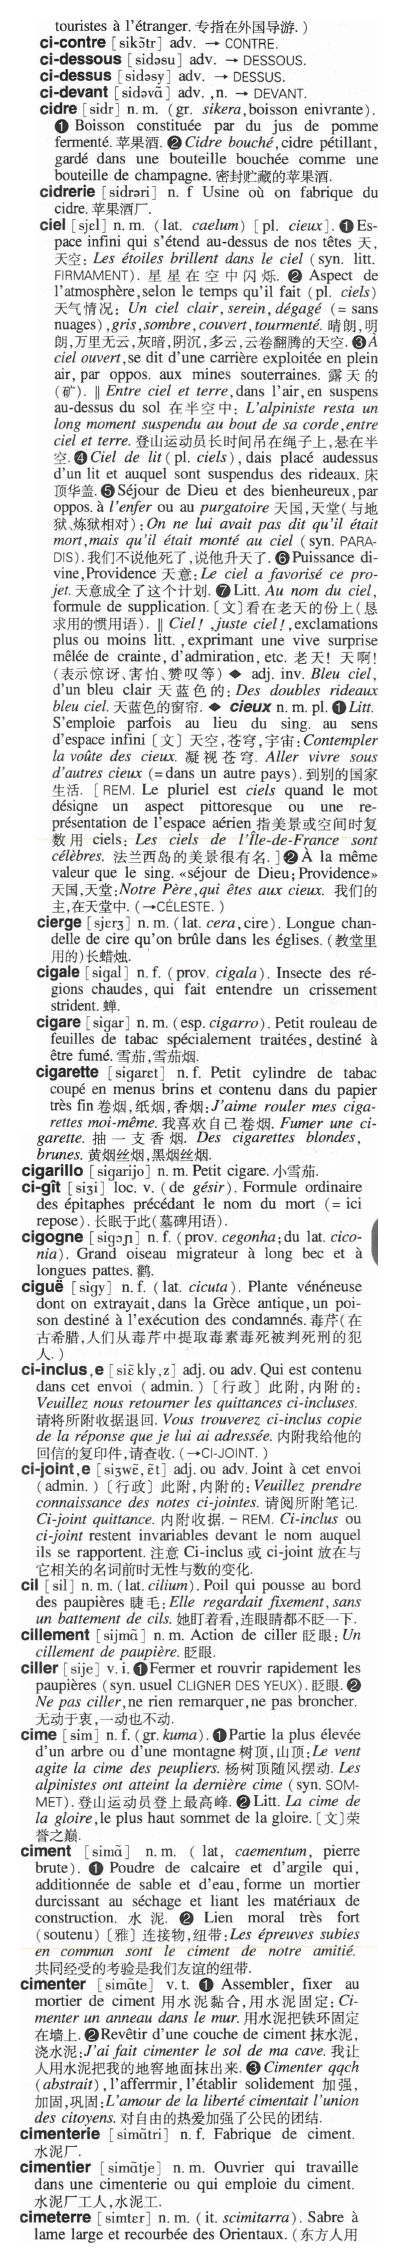 touristes à l'étranger. 专指在外国导游. )
ci-contre [sikɔ̃tr] adv. → CONTRE.
ci-dessous [sidəsu] adv. → DESSOUS.
ci-dessus [sidəsy] adv. → DESSUS.
ci-devant [sidəvɑ̃] adv. ,n. → DEVANT.
cidre [sidr] n. m. (gr. sikera,boisson enivrante).
❶ Boisson constituée par du jus de pomme
fermenté. 苹果酒. ❷ Cidre bouché,cidre pétillant,
gardé dans une bouteille bouchée comme une
bouteille de champagne. 密封贮藏的苹果酒.
cidrerie [sidrəri] n. f Usine où on fabrique du
cidre. 苹果酒厂.
ciel [sjɛl] n. m. (lat. caelum) [pl. cieux]. ❶ Es-
pace infini qui s'étend au-dessus de nos têtes 天,
天空: Les étoiles brillent dans le ciel (syn. litt.
FIRMAMENT). 星星在空中闪烁. ❷ Aspect de
l'atmosphère,selon le temps qu'il fait (pl. ciels)
天气情况: Un ciel clair, serein, dégagé (= sans
nuages),gris,sombre,couvert,tourmenté. 晴朗,明
朗,万里无云,灰暗,阴沉,多云,云卷翻腾的天空. ❸À
ciel ouvert,se dit d'une carrière exploitée en plein
air, par oppos. aux mines souterraines. 露天的
(矿). ‖ Entre ciel et terre,dans l'air,en suspens
au-dessus du sol 在半空中: L'alpiniste resta un
long moment suspendu au bout de sa corde,entre
ciel et terre. 登山运动员长时间吊在绳子上,悬在半
空. ❹ Ciel de lit(pl. ciels), dais placé audessus
d'un lit et auquel sont suspendus des rideaux. 床
顶华盖. ❺Séjour de Dieu et des bienheureux,par
oppos. à l'enfer ou au purgatoire 天国,天堂(与地
狱、炼狱相对):On ne lui avait pas dit qu'il était
mort,mais qu'il était monté au ciel (syn. PARA-
DIS). 我们不说他死了,说他升天了. ❻Puissance di-
vine,Providence 天意:Le ciel a favorisé ce pro-
jet. 天意成全了这个计划. ❼Litt. Au nom du ciel,
formule de supplication. 〔文〕看在老天的份上(恳
求用的惯用语). ‖ Ciel! ,juste ciel!,exclamations
plus ou moins litt. ,exprimant une vive surprise
mêlée de crainte, d'admiration, etc. 老天! 天啊!
(表示惊讶、害怕、赞叹等) ◆ adj. inv. Bleu ciel,
d'un bleu clair 天蓝色的: Des doubles rideaux
bleu ciel. 天蓝色的窗帘. ◆ cieux n. m. pl. ❶Litt.
S'emploie parfois au lieu du sing. au sens
d'espace infini 〔文〕 天空,苍穹,宇宙:Contempler
la voûte des cieux. 凝视苍穹. Aller vivre sous
d'autres cieux (=dans un autre pays). 到别的国家
生活. [REM. Le pluriel est ciels quand le mot
désigne un aspect pittoresque ou une re-
présentation de l'espace aérien 指美景或空间时复
数用 ciels: Les ciels de l'Île-de-France sont
célèbres. 法兰西岛的美景很有名. ]❷À la même
valeur que le sing. «séjour de Dieu; Providence»
天国,天堂:Notre Père,qui êtes aux cieux. 我们的
主,在天堂中. (→CÉLESTE. )
cierge [sjɛrʒ] n. m. (lat. cera,cire). Longue chan-
delle de cire qu'on brûle dans les églises. (教堂里
用的)长蜡烛.
cigale [sigal] n. f. (prov. cigala). Insecte des ré-
gions chaudes, qui fait entendre un crissement
strident. 蝉.
cigare [sigar] n. m. (esp. cigarro). Petit rouleau de
feuilles de tabac spécialement traitées, destiné à
être fumé. 雪茄,雪茄烟.
cigarette [sigarɛt] n. f. Petit cylindre de tabac
coupé en menus brins et contenu dans du papier
très fin 卷烟,纸烟,香烟:J'aime rouler mes ciga-
rettes moi-même. 我喜欢自己卷烟. Fumer une ci-
garette. 抽一支香烟. Des cigarettes blondes,
brunes. 黄烟丝烟,黑烟丝烟.
cigarillo [sigarijo] n. m. Petit cigare. 小雪茄.
ci-gît [siʒi] loc. v. (de gésir). Formule ordinaire
des épitaphes précédant le nom du mort (= ici
repose). 长眠于此(墓碑用语).
cigogne [sigɔɲ] n. f. (prov. cegonha; du lat. cico-
nia). Grand oiseau migrateur à long bec et à
longues pattes. 鹳.
ciguë [sigy] n. f. (lat. cicuta). Plante vénéneuse
dont on extrayait,dans la Grèce antique,un poi-
son destiné à l'exécution des condamnés. 毒芹(在
古希腊,人们从毒芹中提取毒素毒死被判死刑的犯
人. )
ci-inclus,e [siɛ̃kly,z] adj. ou adv. Qui est contenu
dans cet envoi (admin. ) 〔行政〕 此附,内附的:
Veuillez nous retourner les quittances ci-incluses.
请将所附收据退回. Vous trouverez ci-inclus copie
de la réponse que je lui ai adressée. 内附我给他的
回信的复印件,请查收. (→CI-JOINT. )
ci-joint,e [siʒwɛ̃, ɛ̃t] adj. ou adv. Joint à cet envoi
(admin. ) 〔行政〕 此附,内附的: Veuillez prendre
connaissance des notes ci-jointes. 请阅所附笔记.
Ci-joint quittance. 内附收据. – REM. Ci-inclus ou
ci-joint restent invariables devant le nom auquel
ils se rapportent. 注意 Ci-inclus 或 ci-joint 放在与
它相关的名词前时无性与数的变化.
cil [sil] n. m. (lat. cilium). Poil qui pousse au bord
des paupières 睫毛: Elle regardait fixement, sans
un battement de cils. 她盯着看,连眼睛都不眨一下.
cillement [sijmɑ̃] n. m. Action de ciller 眨眼: Un
cillement de paupière. 眨眼.
ciller [sije] v. i. ❶Fermer et rouvrir rapidement les
paupières (syn. usuel CLIGNER DES YEUX). 眨眼. ❷
Ne pas ciller,ne rien remarquer,ne pas broncher.
无动于衷,一动也不动.
cime [sim] n. f. (gr. kuma). ❶Partie la plus élevée
d'un arbre ou d'une montagne 树顶,山顶:Le vent
agite la cime des peupliers. 杨树顶随风摆动. Les
alpinistes ont atteint la dernière cime (syn. SOM-
MET). 登山运动员登上最高峰. ❷Litt. La cime de
la gloire,le plus haut sommet de la gloire. 〔文〕荣
誉之巅.
ciment [simɑ̃] n. m. ( lat, caementum, pierre
brute). ❶ Poudre de calcaire et d'argile qui,
additionnée de sable et d'eau,forme un mortier
durcissant au séchage et liant les matériaux de
construction. 水泥. ❷ Lien moral très fort
(soutenu) 〔雅〕 连接物,纽带:Les épreuves subies
en commun sont le ciment de notre amitié.
共同经受的考验是我们友谊的纽带.
cimenter [simɑ̃te] v. t. ❶ Assembler, fixer au
mortier de ciment 用水泥黏合,用水泥固定: Ci-
menter un anneau dans le mur. 用水泥把铁环固定
在墙上. ❷Revêtir d'une couche de ciment 抹水泥,
浇水泥:J'ai fait cimenter le sol de ma cave. 我让
人用水泥把我的地窖地面抹出来. ❸ Cimenter qqch
(abstrait),l'afferrmir,l'établir solidement 加强,
加固,巩固:L'amour de la liberté cimentait l'union
des citoyens. 对自由的热爱加强了公民的团结.
cimenterie [simɑ̃tri] n. f. Fabrique de ciment.
水泥厂.
cimentier [simɑ̃tje] n. m. Ouvrier qui travaille
dans une cimenterie ou qui emploie du ciment.
水泥厂工人,水泥工.
cimeterre [simtɛr] n. m. (it. scimitarra). Sabre à
lame large et recourbée des Orientaux. (东方人用